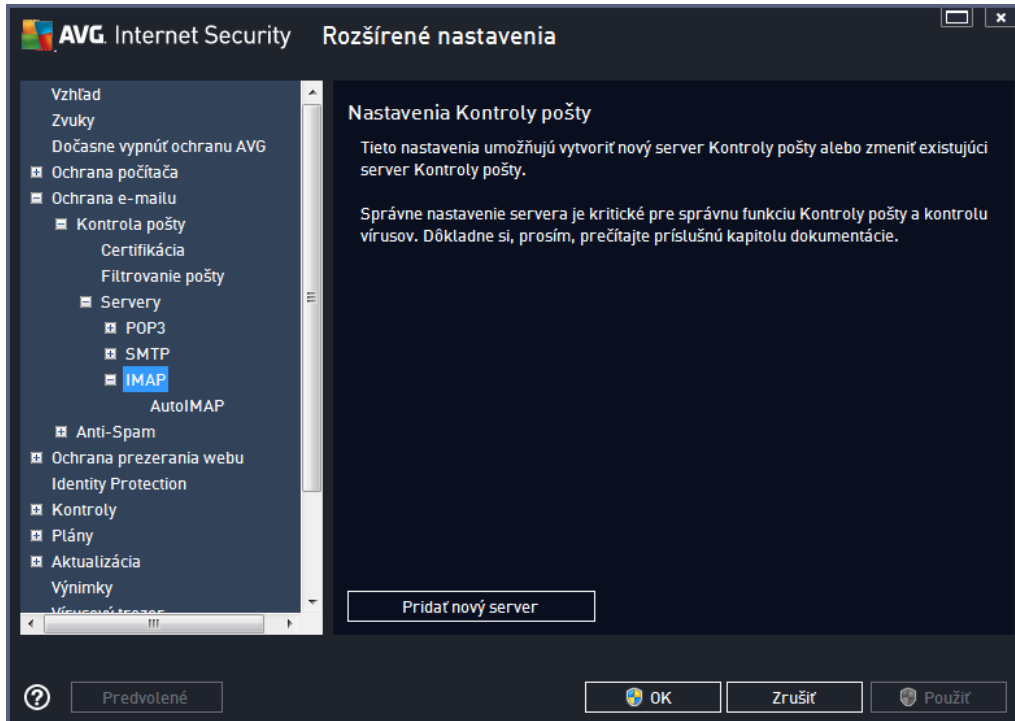 AVG. Internet Security Rozšírené nastavenia
Vzhľad
Zvuky
Dočasne vypnúť ochranu AVG
Ochrana počítača
Ochrana e-mailu
Kontrola pošty
Certifikácia
Filtrovanie pošty
Servery
POP3
SMTP
IMAP
AutoIMAP
Anti-Spam
Ochrana prezerania webu
Identity Protection
Kontroly
Plány
Aktualizácia
Výnimky
Vírusový trezor
Nastavenia Kontroly pošty
Tieto nastavenia umožňujú vytvoriť nový server Kontroly pošty alebo zmeniť existujúci
server Kontroly pošty.
Správne nastavenie servera je kritické pre správnu funkciu Kontroly pošty a kontrolu
vírusov. Dôkladne si, prosím, prečítajte príslušnú kapitolu dokumentácie.
Pridať nový server
Predvolené
OK
Zrušiť
Použiť